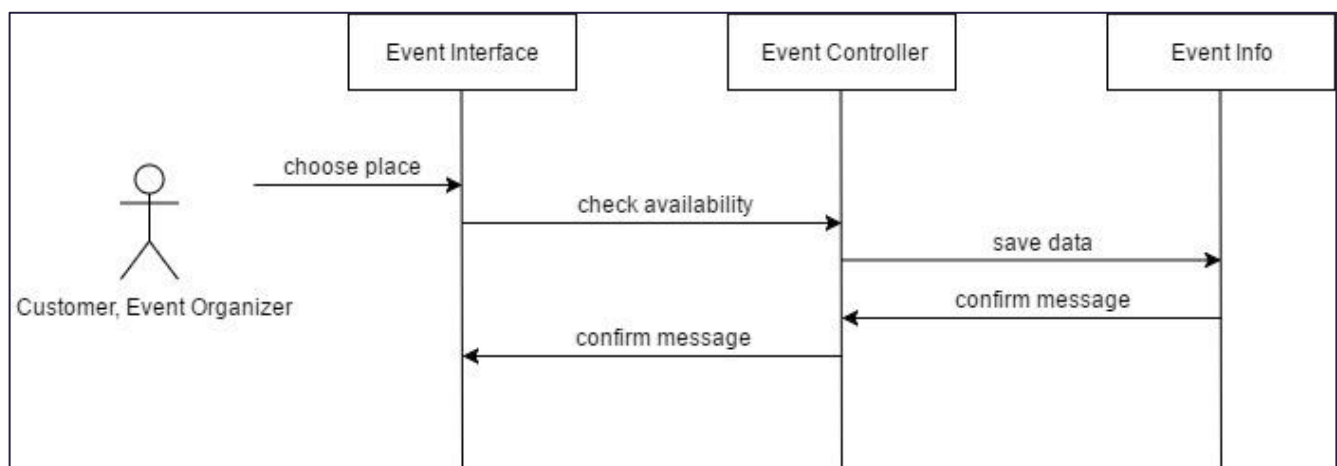 Event Interface
Event Controller
Event Info
choose place
check availability
save data
Customer, Event Organizer
confirm message
confirm message